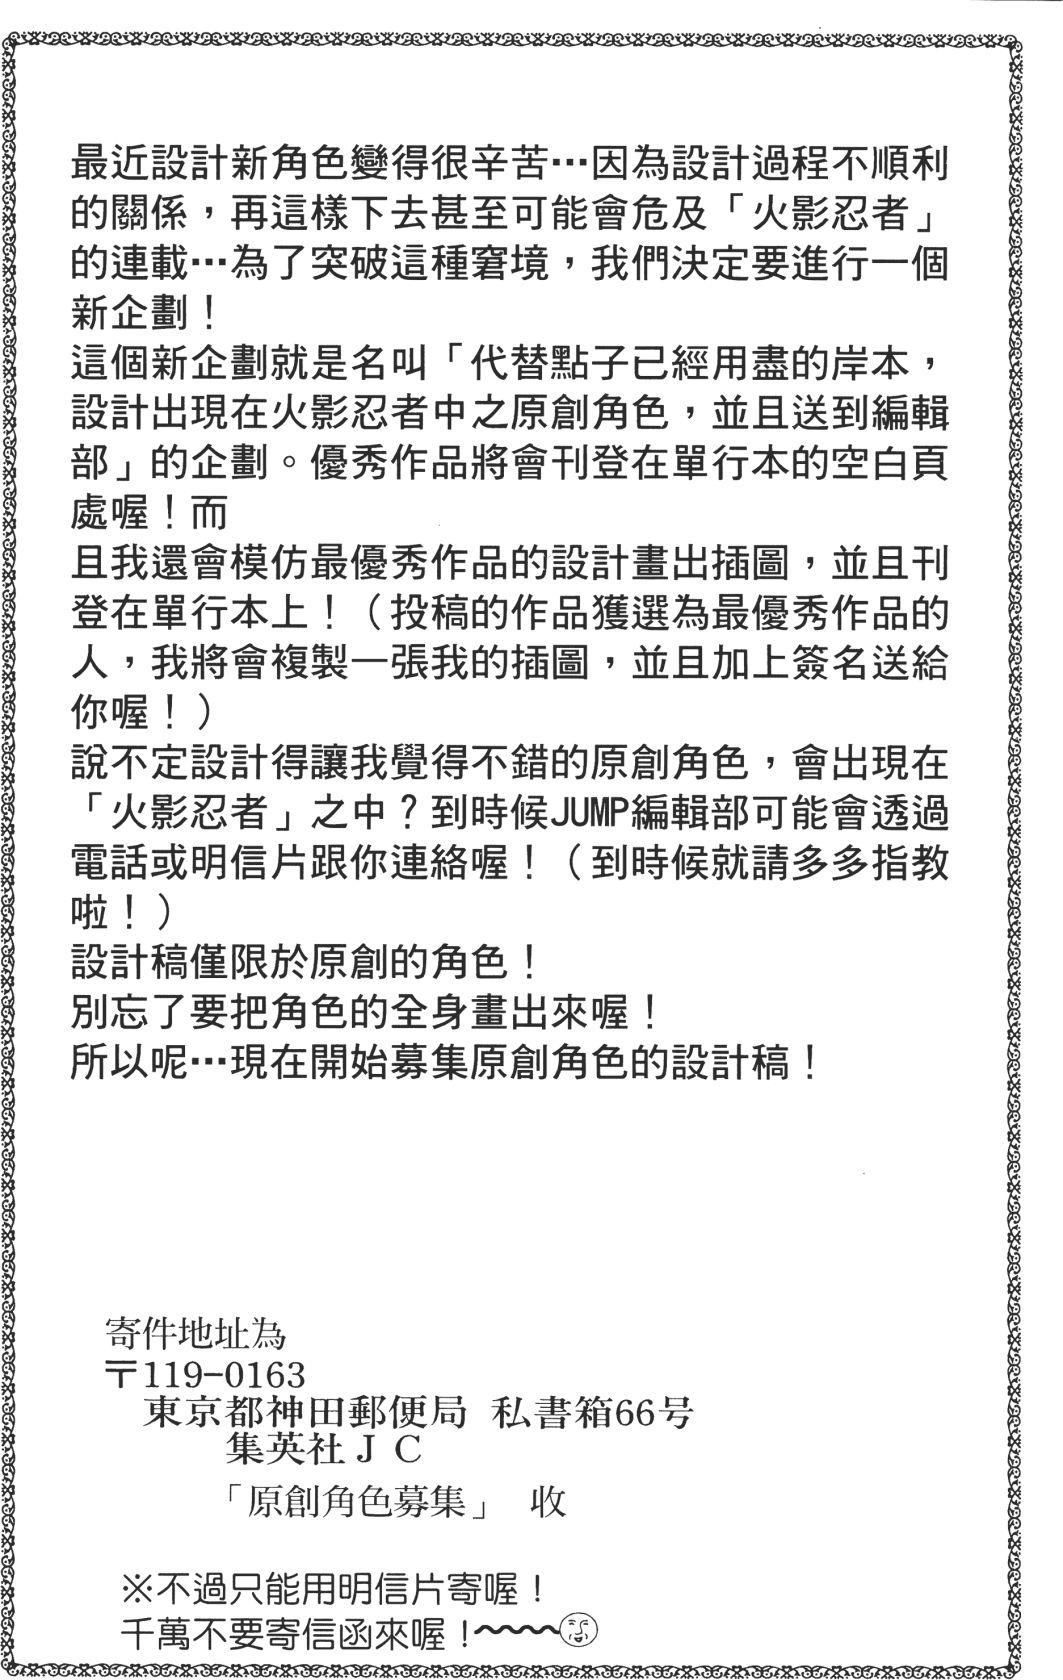 最近設計新角色變得很辛苦…因為設計過程不順利
的關係，再這樣下去甚至可能會危及「火影忍者」
的連載…為了突破這種窘境，我們決定要進行一個
新企劃！
這個新企劃就是名叫「代替點子已經用盡的岸本，
設計出現在火影忍者中之原創角色，並且送到編輯
部」的企劃。優秀作品將會刊登在單行本的空白頁
處喔！而
且我還會模仿最優秀作品的設計畫出插圖，並且刊
登在單行本上！（投稿的作品獲選為最優秀作品的
人，我將會複製一張我的插圖，並且加上簽名送給
你喔！）
說不定設計得讓我覺得不錯的原創角色，會出現在
「火影忍者」之中？到時候JUMP編輯部可能會透過
電話或明信片跟你連絡喔！（到時候就請多多指教
啦！）
設計稿僅限於原創的角色！
別忘了要把角色的全身畫出來喔！
所以呢…現在開始募集原創角色的設計稿！
寄件地址為
〒119-0163
東京都神田郵便局 私書箱66号
集英社ＪＣ
「原創角色募集」 收
※不過只能用明信片寄喔！
千萬不要寄信函來喔！